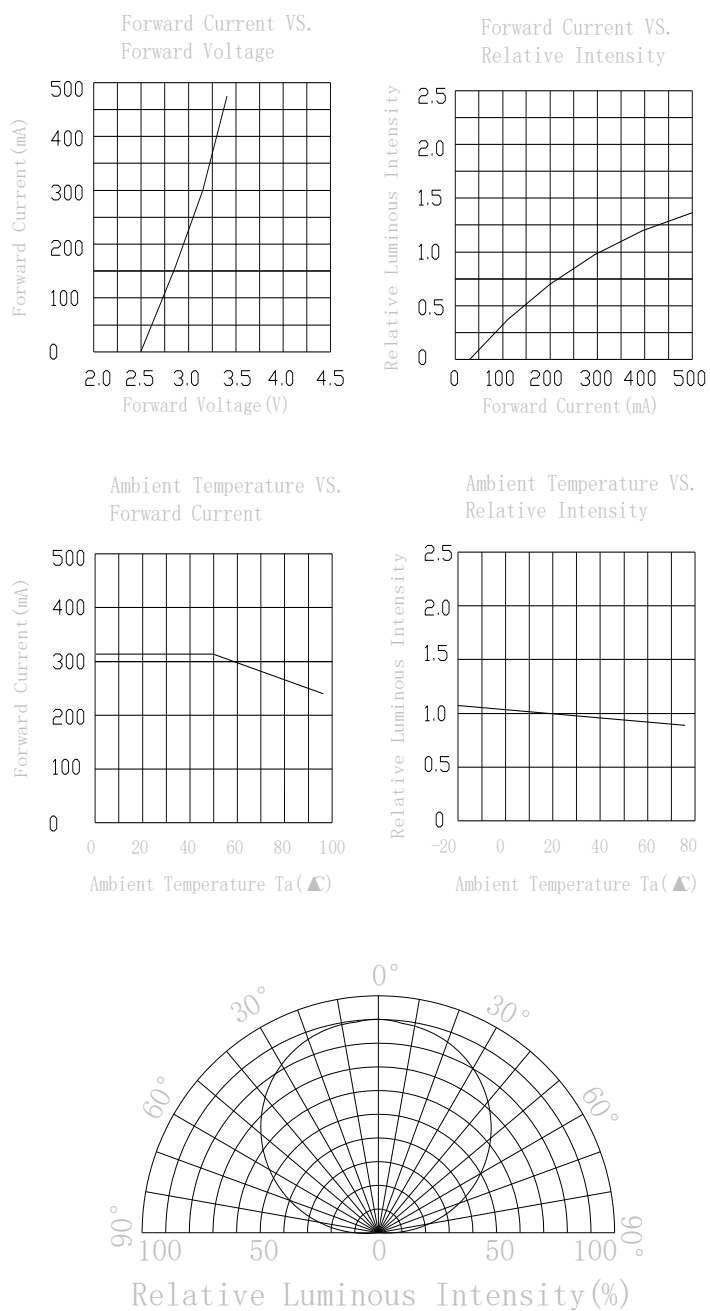 Forward Current VS.
Forward Voltage
Forward Current(mA)
500
400
300
200
100
0
2.0 2.5 3.0 3.5 4.0 4.5
Forward Voltage(V)
Forward Current VS.
Relative Intensity
Relative Luminous Intensity
2.5
2.0
1.5
1.0
0.5
0
0 100 200 300 400 500
Forward Current(mA)
Ambient Temperature VS.
Forward Current
Forward Current(mA)
500
400
300
200
100
0
0 20 40 60 80 100
Ambient Temperature Ta( C)
Ambient Temperature VS.
Relative Intensity
Relative Luminous Intensity
2.5
2.0
1.5
1.0
0.5
0
-20 0 20 40 60 80
Ambient Temperature Ta( C)
0°
30° 30°
60° 60°
90° 90°
100 50 0 50 100
Relative Luminous Intensity(%)